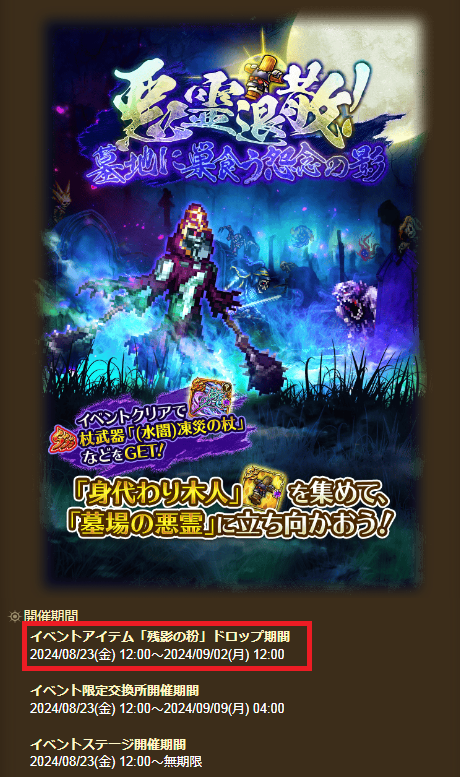 悪霊退散!
墓地に巣食う怨念の影
イベントクリアで
杖武器「(水闇)凍災の杖」
などをGET!
「身代わり木人」を集めて、
「墓場の悪霊」に立ち向かおう!
開催期間
イベントアイテム「残影の粉」ドロップ期間
2024/08/23(金) 12:00～2024/09/02(月) 12:00
イベント限定交換所開催期間
2024/08/23(金) 12:00～2024/09/09(月) 04:00
イベントステージ開催期間
2024/08/23(金) 12:00～無期限